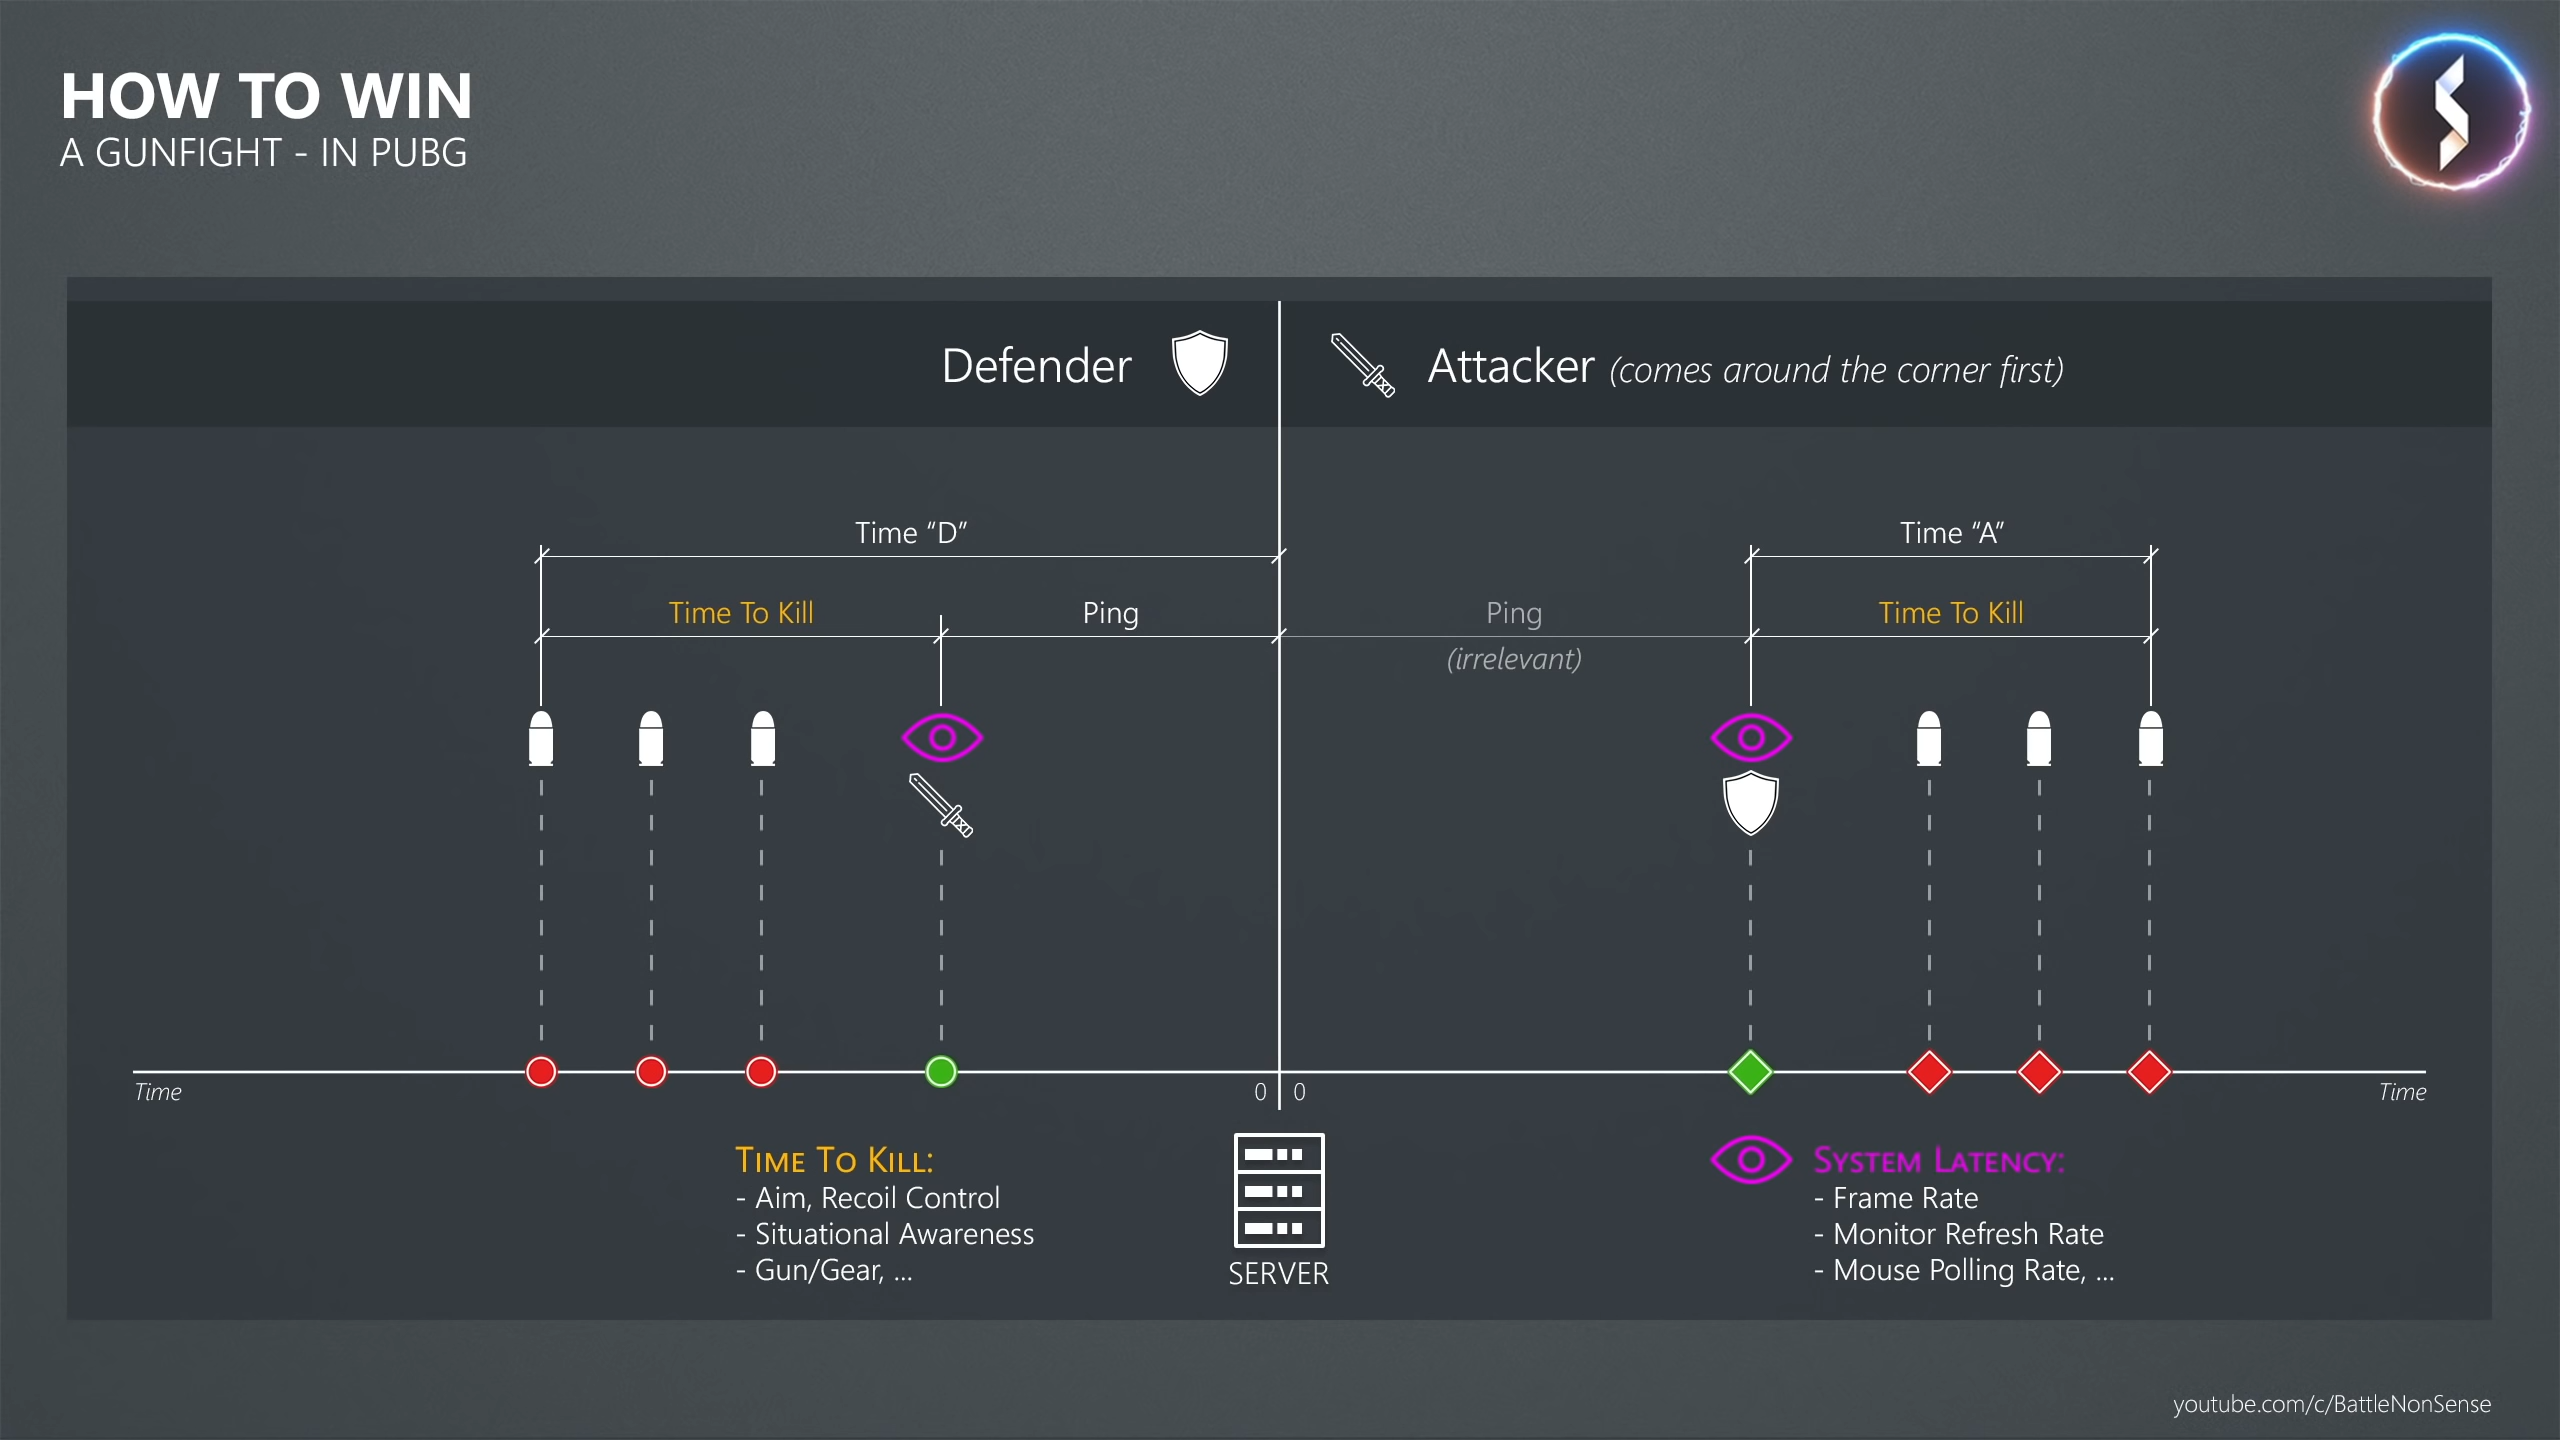 HOW TO WIN
A GUNFIGHT - IN PUBG
Defender
Attacker (comes around the corner first)
Time “D”
Time “A”
Time To Kill
Ping
Ping
(irrelevant)
Time To Kill
Time
0
0
Time
TIME TO KILL:
- Aim, Recoil Control
- Situational Awareness
- Gun/Gear, ...
SERVER
SYSTEM LATENCY:
- Frame Rate
- Monitor Refresh Rate
- Mouse Polling Rate, ...
youtube.com/c/BattleNonSense